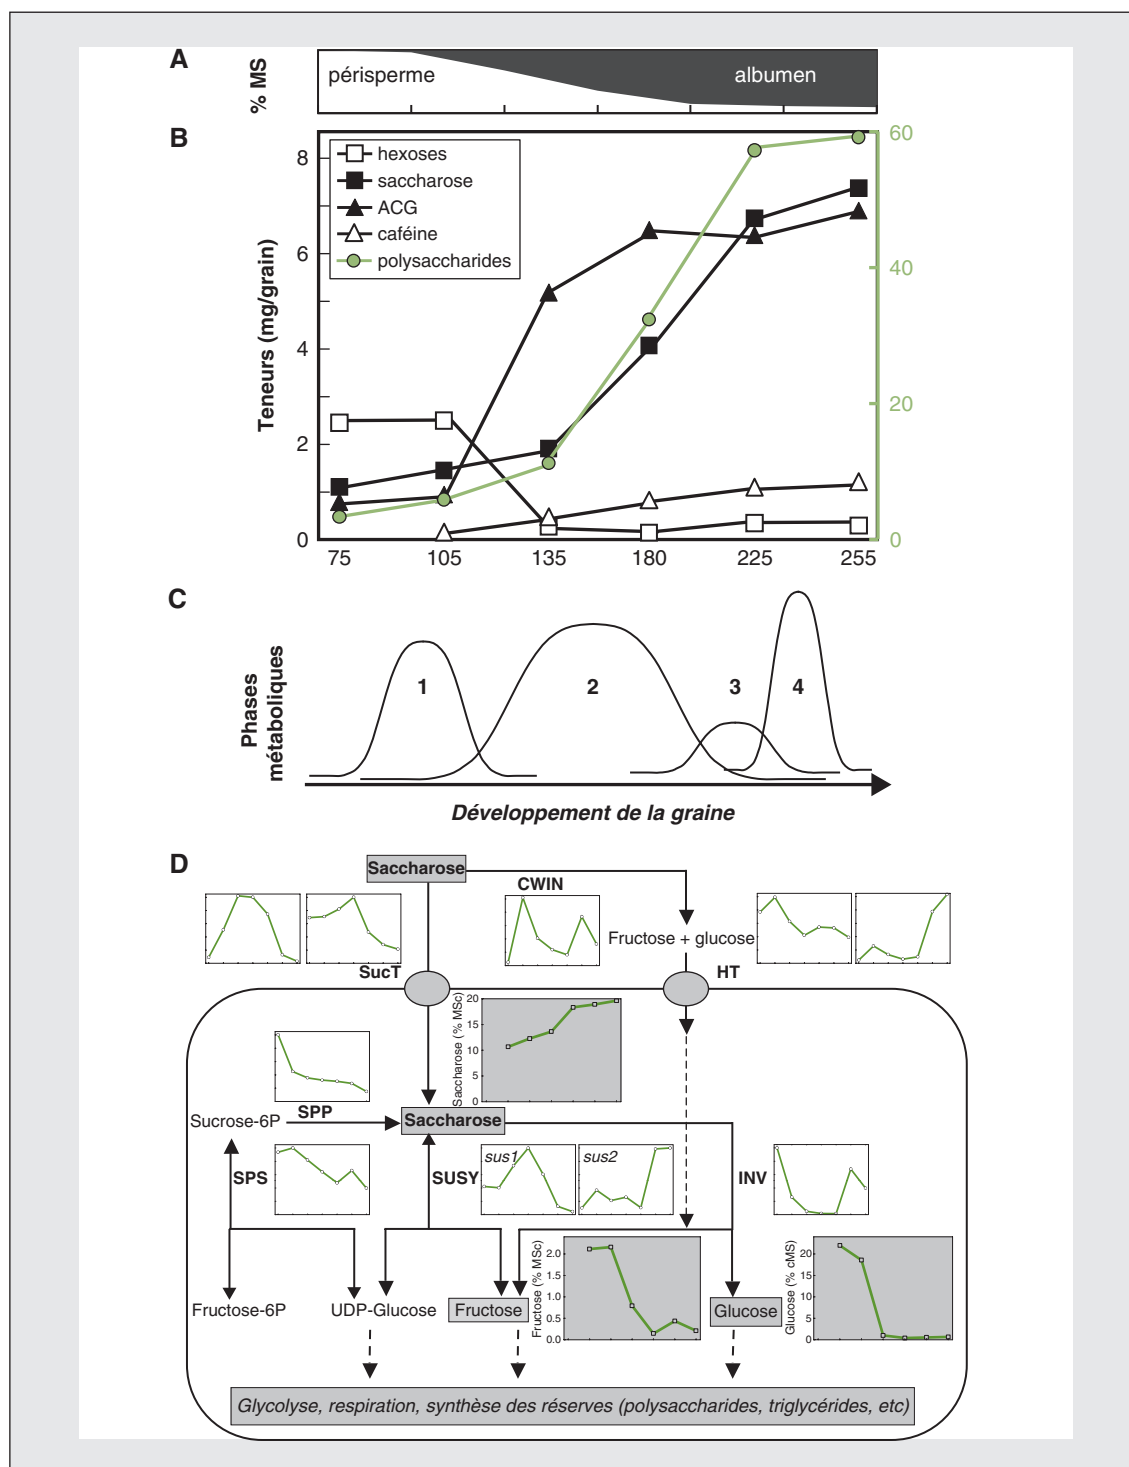 A
% MS
périsperme
albumen
B
Teneurs (mg/grain)
8
6
4
2
0
hexoses
saccharose
ACG
caféine
polysaccharides
60
40
20
0
75 105 135 180 225 255
C
Phases
métaboliques
1 2 3 4
Développement de la graine
D
Saccharose
CWIN
Fructose + glucose
SucT
HT
Saccharose (% MSc)
20
15
10
5
0
Sucrose-6P
SPP
Saccharose
SPS
SUSY
sus1
sus2
INV
Fructose (% MSc)
2.0
1.5
1.0
0.5
0.0
Glucose (% cMS)
20
15
10
5
0
Fructose-6P
UDP-Glucose
Fructose
Glucose
Glycolyse, respiration, synthèse des réserves (polysaccharides, triglycérides, etc)